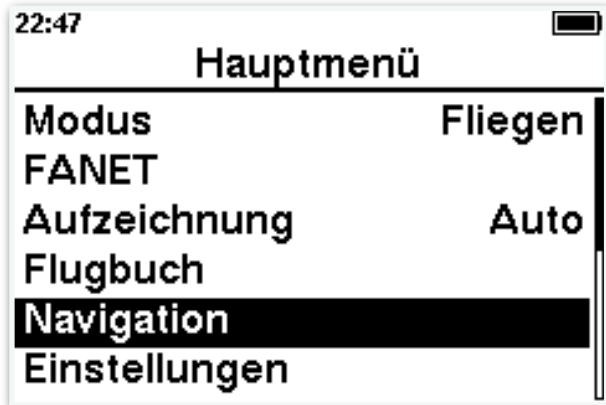 22:47
Hauptmenü
Modus Fliegen
FANET
Aufzeichnung Auto
Flugbuch
Navigation
Einstellungen